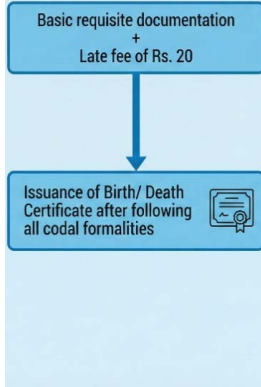 Basic requisite documentation
+
Late fee of Rs. 20
Issuance of Birth/ Death
Certificate after following
all codal formalities